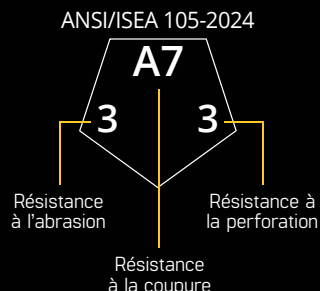 ANSI/ISEA 105-2024
A7
3 3
Résistance
à l'abrasion
Résistance à
la perforation
Résistance
à la coupure